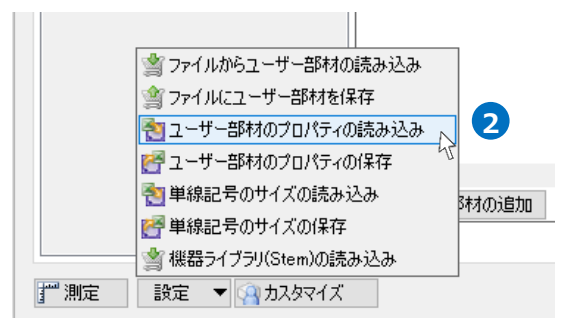 ファイルからユーザー部材の読み込み
ファイルにユーザー部材を保存
ユーザー部材のプロパティの読み込み
2
ユーザー部材のプロパティの保存
単線記号のサイズの読み込み
部材の追加
単線記号のサイズの保存
機器ライブラリ(Stem)の読み込み
測定 設定 カスタマイズ